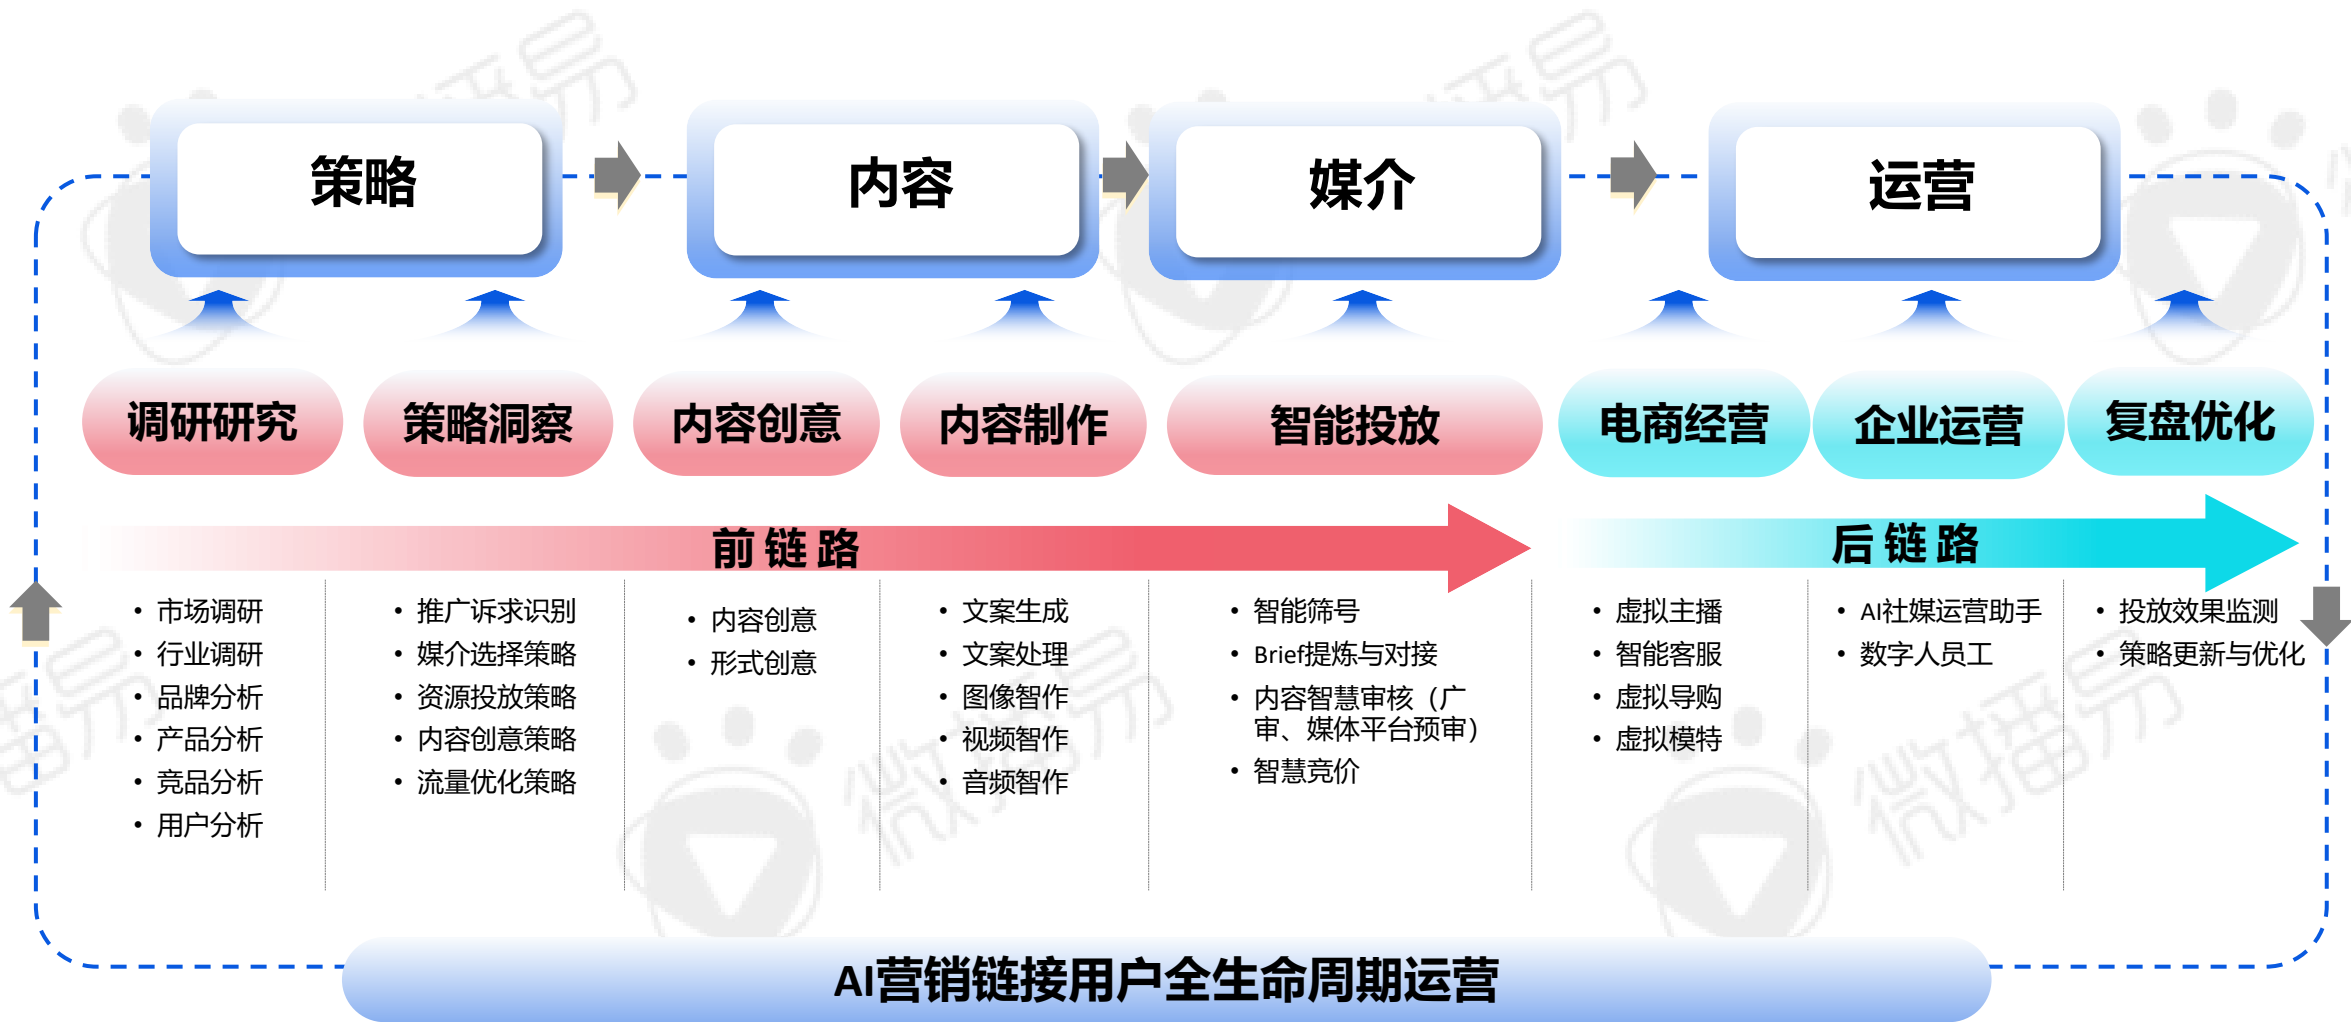 策略
内容
媒介
运营
调研研究
策略洞察
内容创意
内容制作
智能投放
电商经营
企业运营
复盘优化
前链路
后链路
• 市场调研
• 行业调研
• 品牌分析
• 产品分析
• 竞品分析
• 用户分析
• 推广诉求识别
• 媒介选择策略
• 资源投放策略
• 内容创意策略
• 流量优化策略
• 内容创意
• 形式创意
• 文案生成
• 文案处理
• 图像智作
• 视频智作
• 音频智作
• 智能筛号
• Brief提炼与对接
• 内容智慧审核（广
审、媒体平台预审）
• 智慧竞价
• 虚拟主播
• 智能客服
• 虚拟导购
• 虚拟模特
• AI社媒运营助手
• 数字人员工
• 投放效果监测
• 策略更新与优化
AI营销链接用户全生命周期运营
微播易
微播易